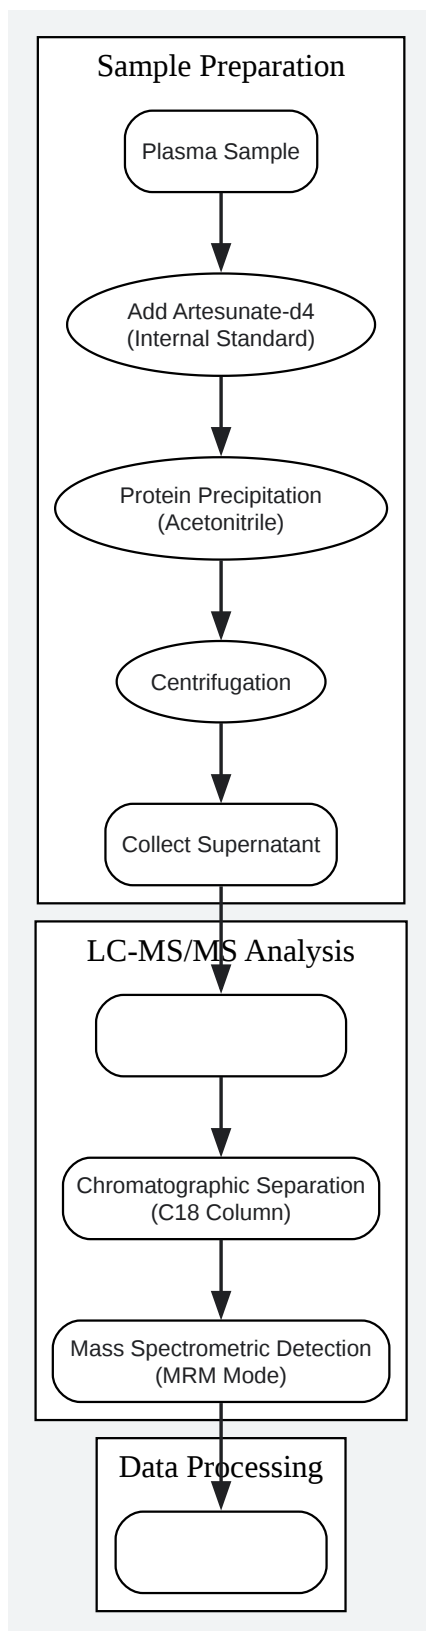 Sample Preparation
Plasma Sample
Add Artesunate-d4
(Internal Standard)
Protein Precipitation
(Acetonitrile)
Centrifugation
Collect Supernatant
LC-MS/MS Analysis
Chromatographic Separation
(C18 Column)
Mass Spectrometric Detection
(MRM Mode)
Data Processing